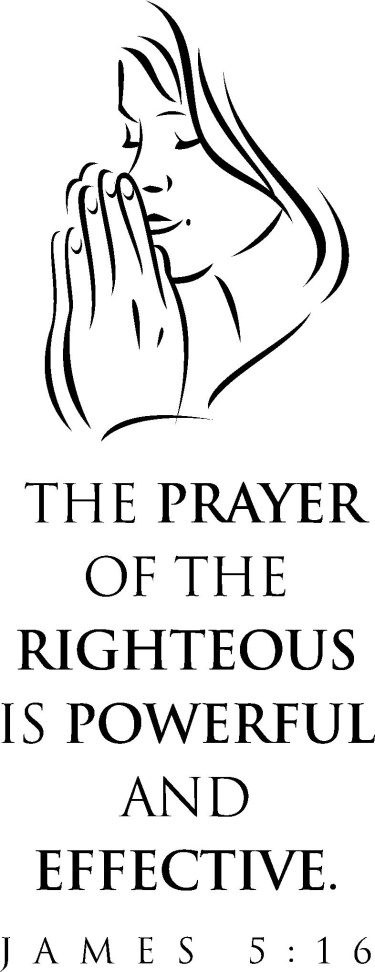 THE PRAYER
OF THE
RIGHTEOUS
IS POWERFUL
AND
EFFECTIVE.
JAMES 5:16